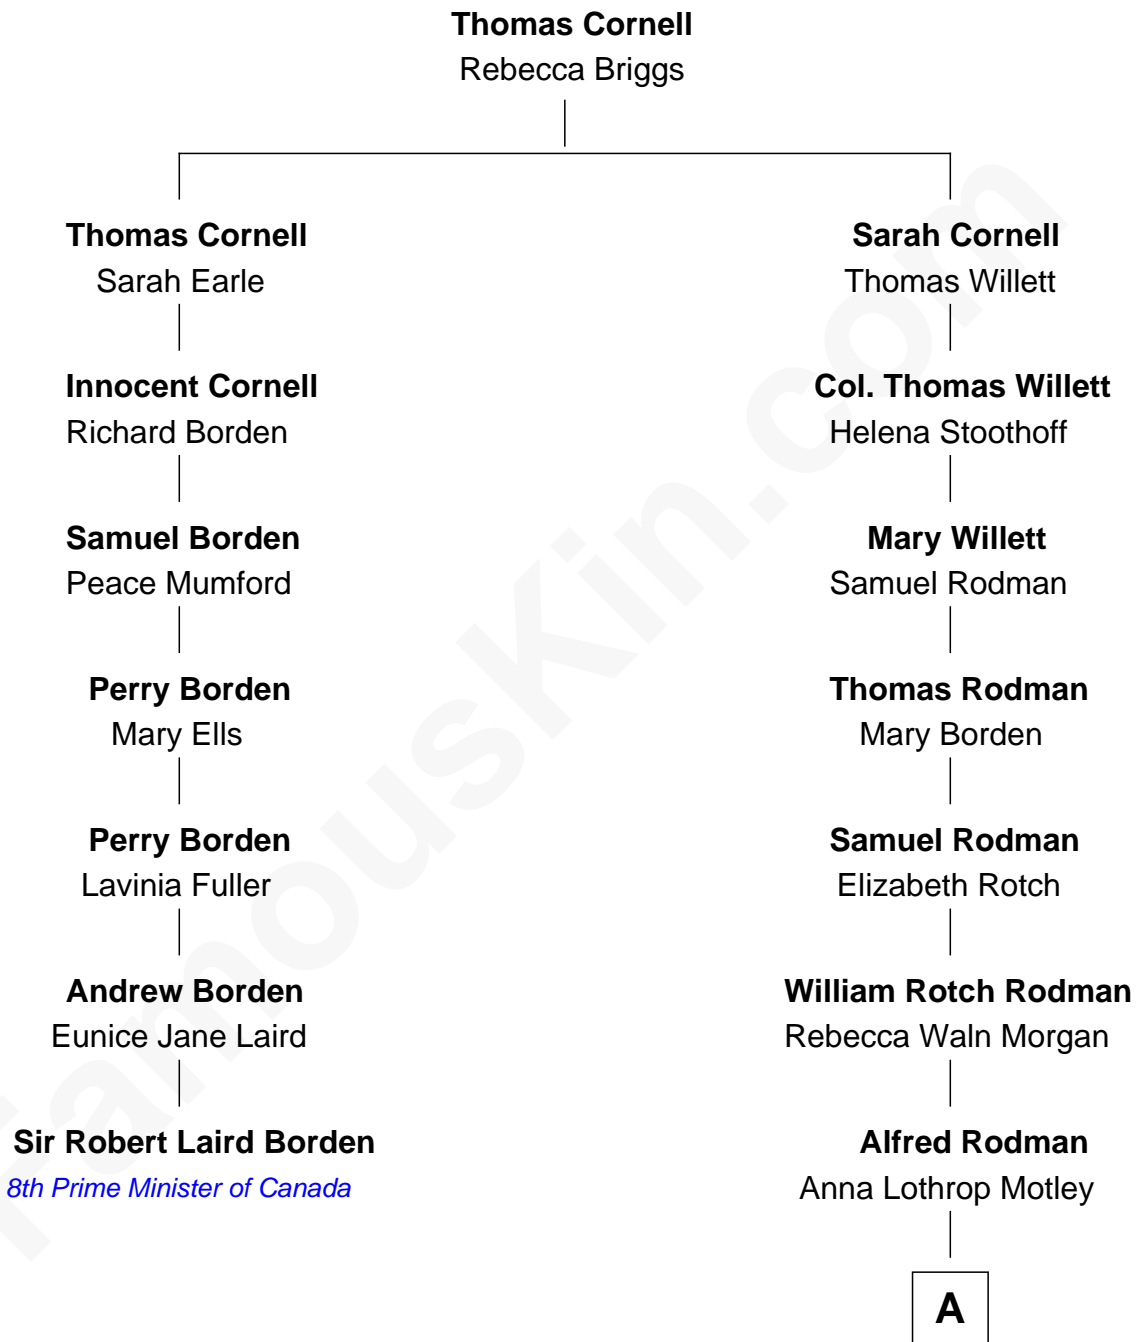 Thomas Cornell
Rebecca Briggs
Thomas Cornell
Sarah Earle
Sarah Cornell
Thomas Willett
Innocent Cornell
Richard Borden
Col. Thomas Willett
Helena Stoothoff
Samuel Borden
Peace Mumford
Mary Willett
Samuel Rodman
Perry Borden
Mary Ells
Thomas Rodman
Mary Borden
Perry Borden
Lavinia Fuller
Samuel Rodman
Elizabeth Rotch
Andrew Borden
Eunice Jane Laird
William Rotch Rodman
Rebecca Waln Morgan
Sir Robert Laird Borden
8th Prime Minister of Canada
Alfred Rodman
Anna Lothrop Motley
A
FamousKin.com